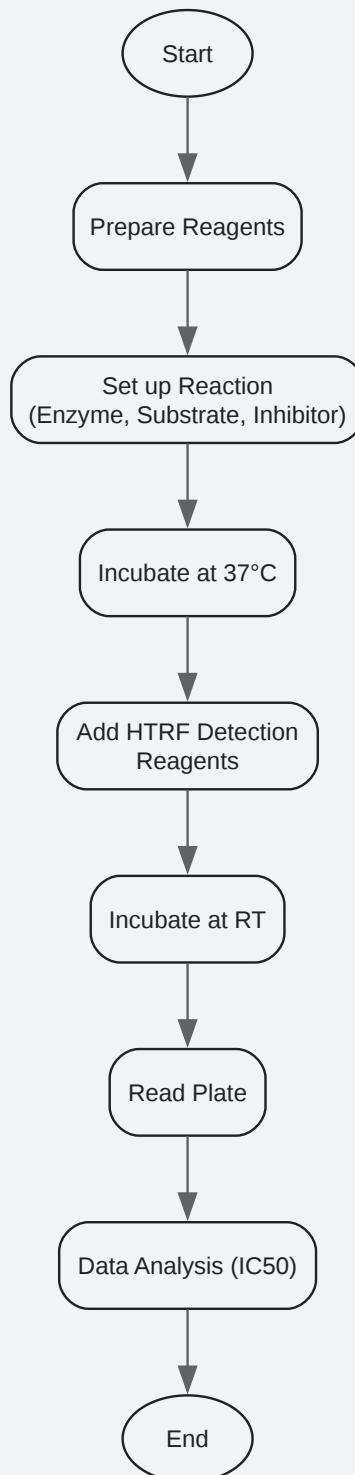 Start
Prepare Reagents
Set up Reaction
(Enzyme, Substrate, Inhibitor)
Incubate at 37°C
Add HTRF Detection
Reagents
Incubate at RT
Read Plate
Data Analysis (IC50)
End